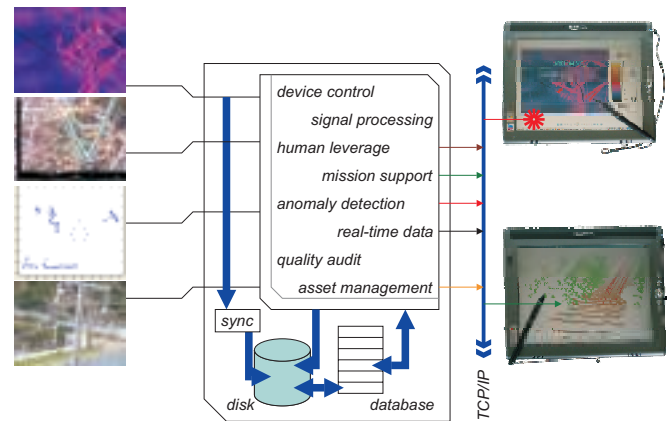 device control
signal processing
human leverage
mission support
anomaly detection
real-time data
quality audit
asset management
sync
disk
database
TCP/IP